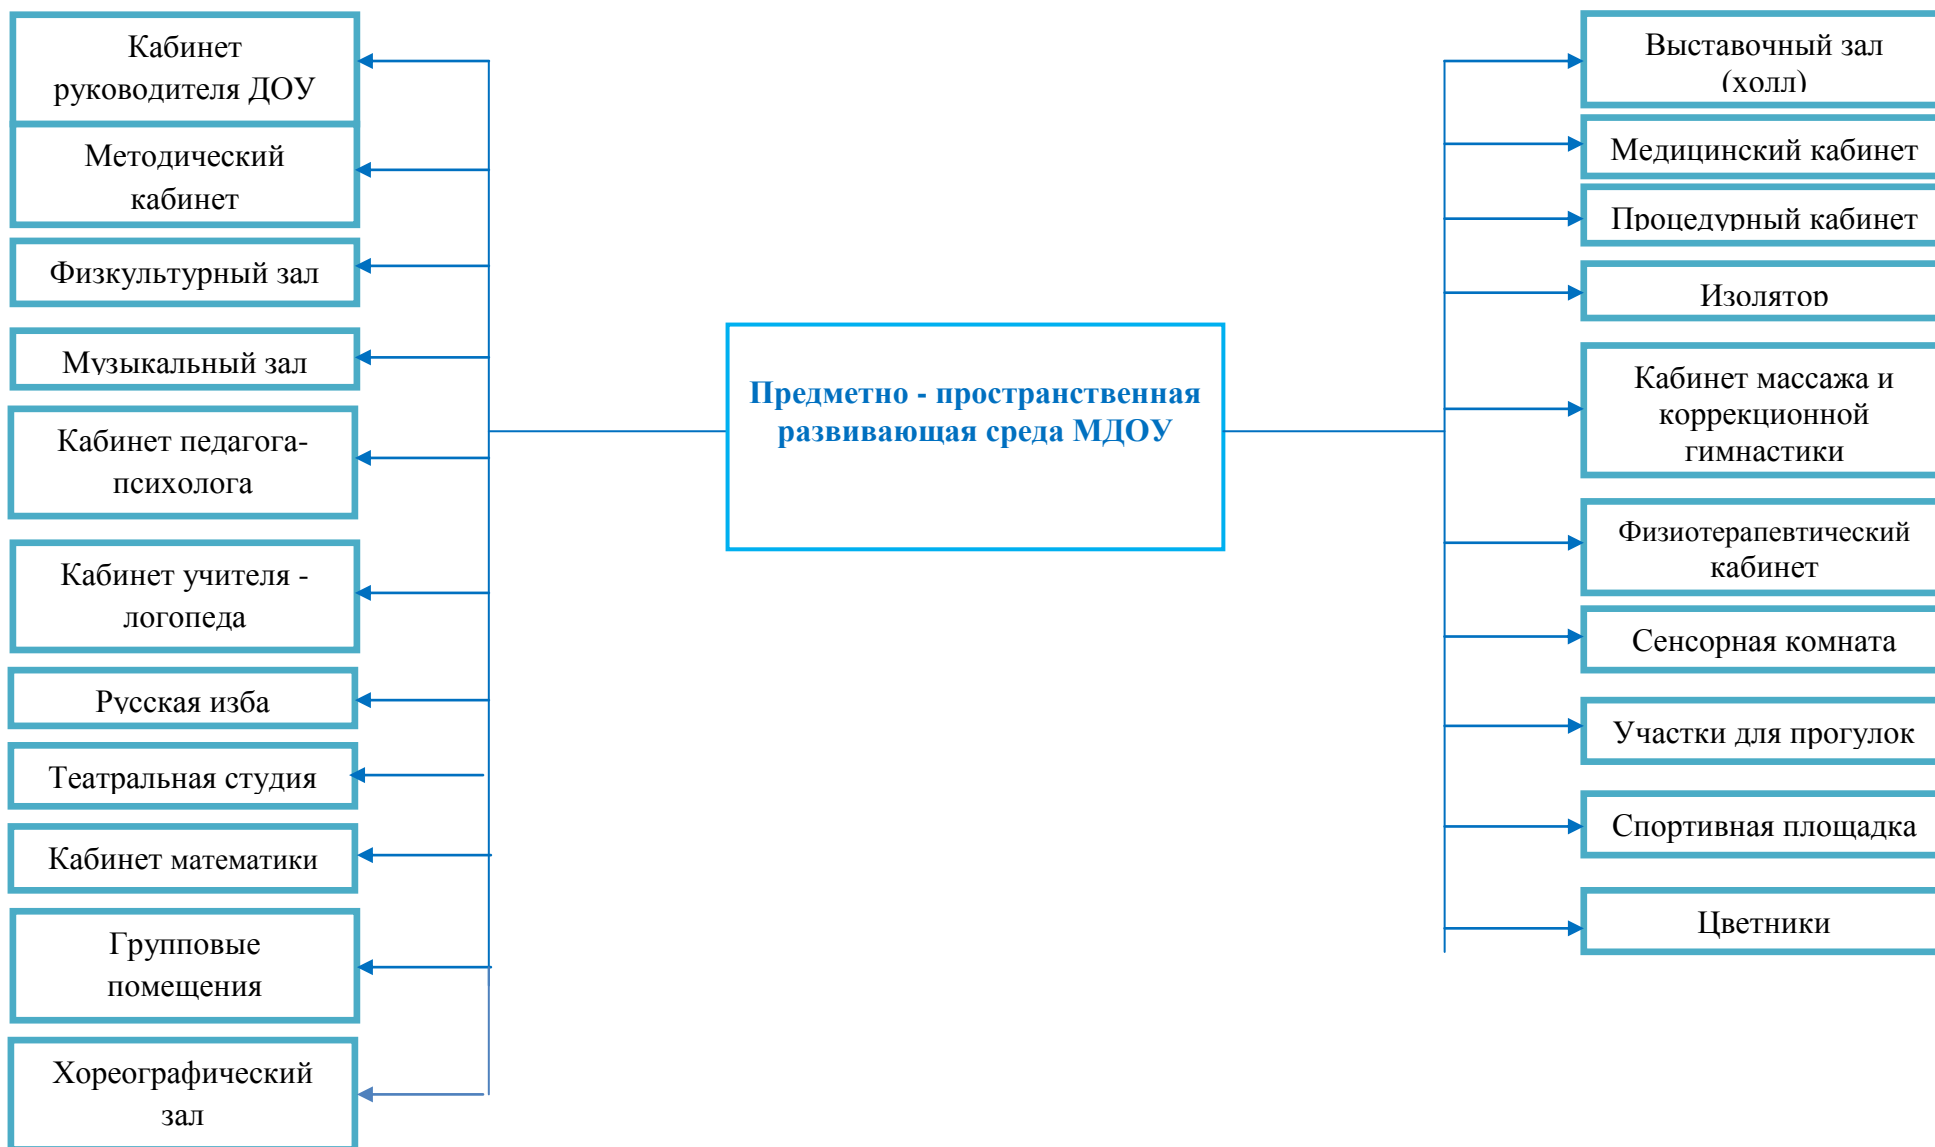 Кабинет
руководителя ДОУ
Методический
кабинет
Физкультурный зал
Музыкальный зал
Кабинет педагога-
психолога
Кабинет учителя -
логопеда
Русская изба
Театральная студия
Кабинет математики
Групповые
помещения
Хореографический
зал
Предметно - пространственная
развивающая среда МДОУ
Выставочный зал
(холл)
Медицинский кабинет
Процедурный кабинет
Изолятор
Кабинет массажа и
коррекционной
гимнастики
Физиотерапевтический
кабинет
Сенсорная комната
Участки для прогулок
Спортивная площадка
Цветники